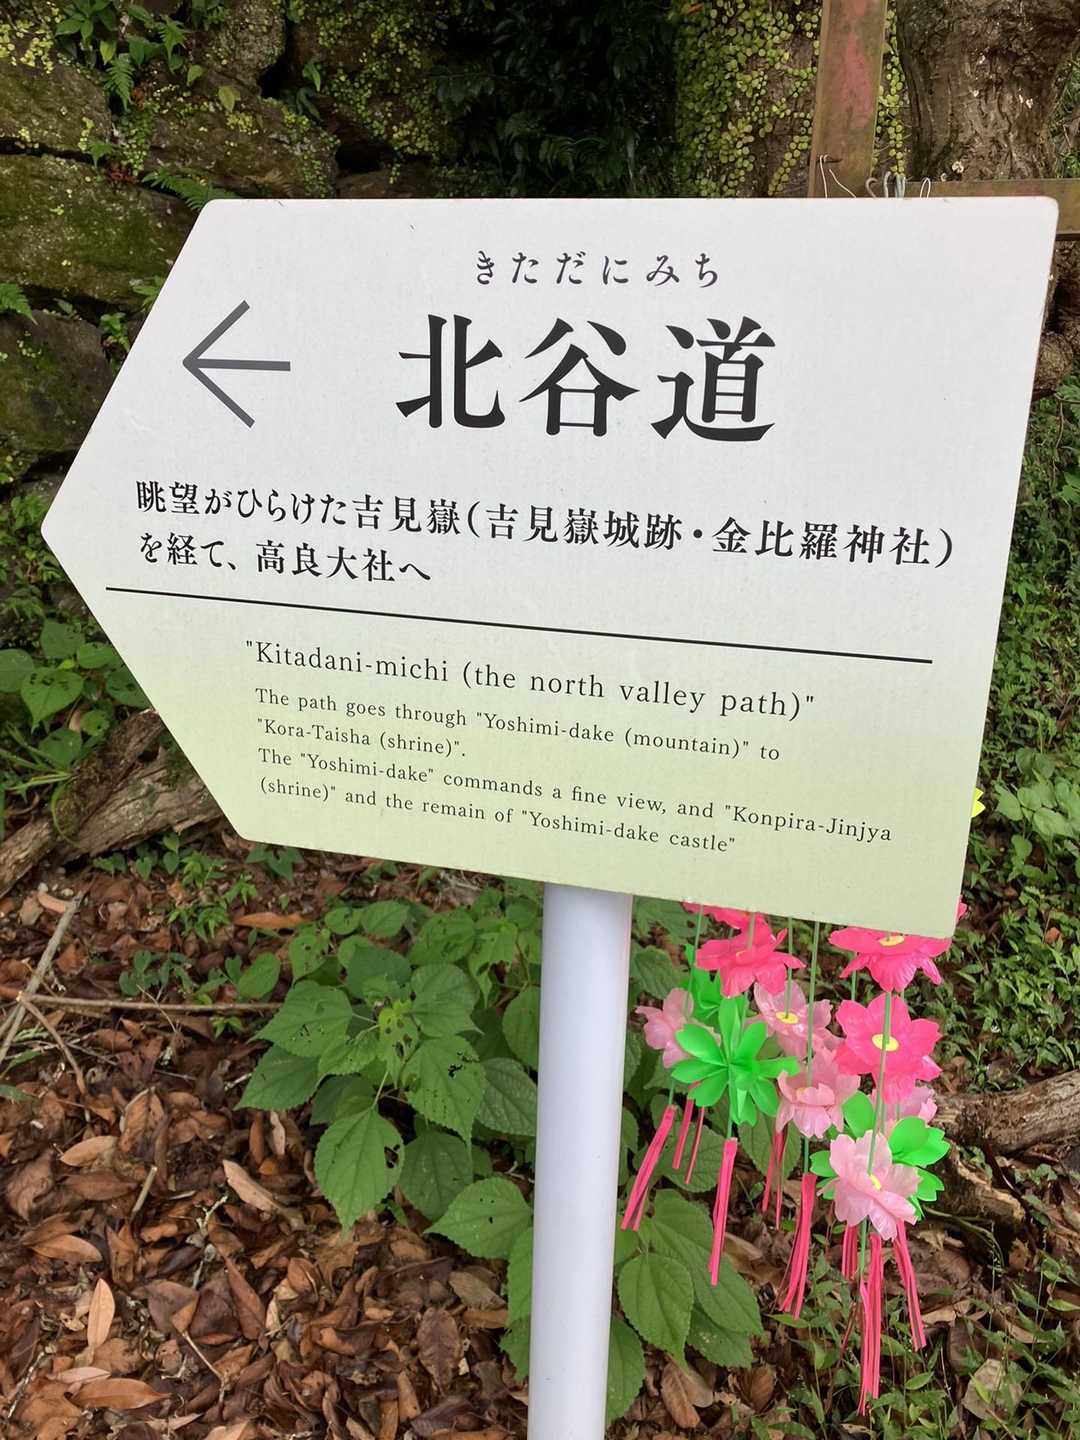 きただにみち
北谷道
眺望がひらけた吉見嶽(吉見嶽城跡・金比羅神社)
を経て、高良大社へ
"Kitadani-michi (the north valley path)"
The path goes through "Yoshimi-dake (mountain)" to
"Kora-Taisha (shrine)".
The "Yoshimi-dake" commands a fine view, and "Konpira-Jinjya
(shrine)" and the remain of "Yoshimi-dake castle"